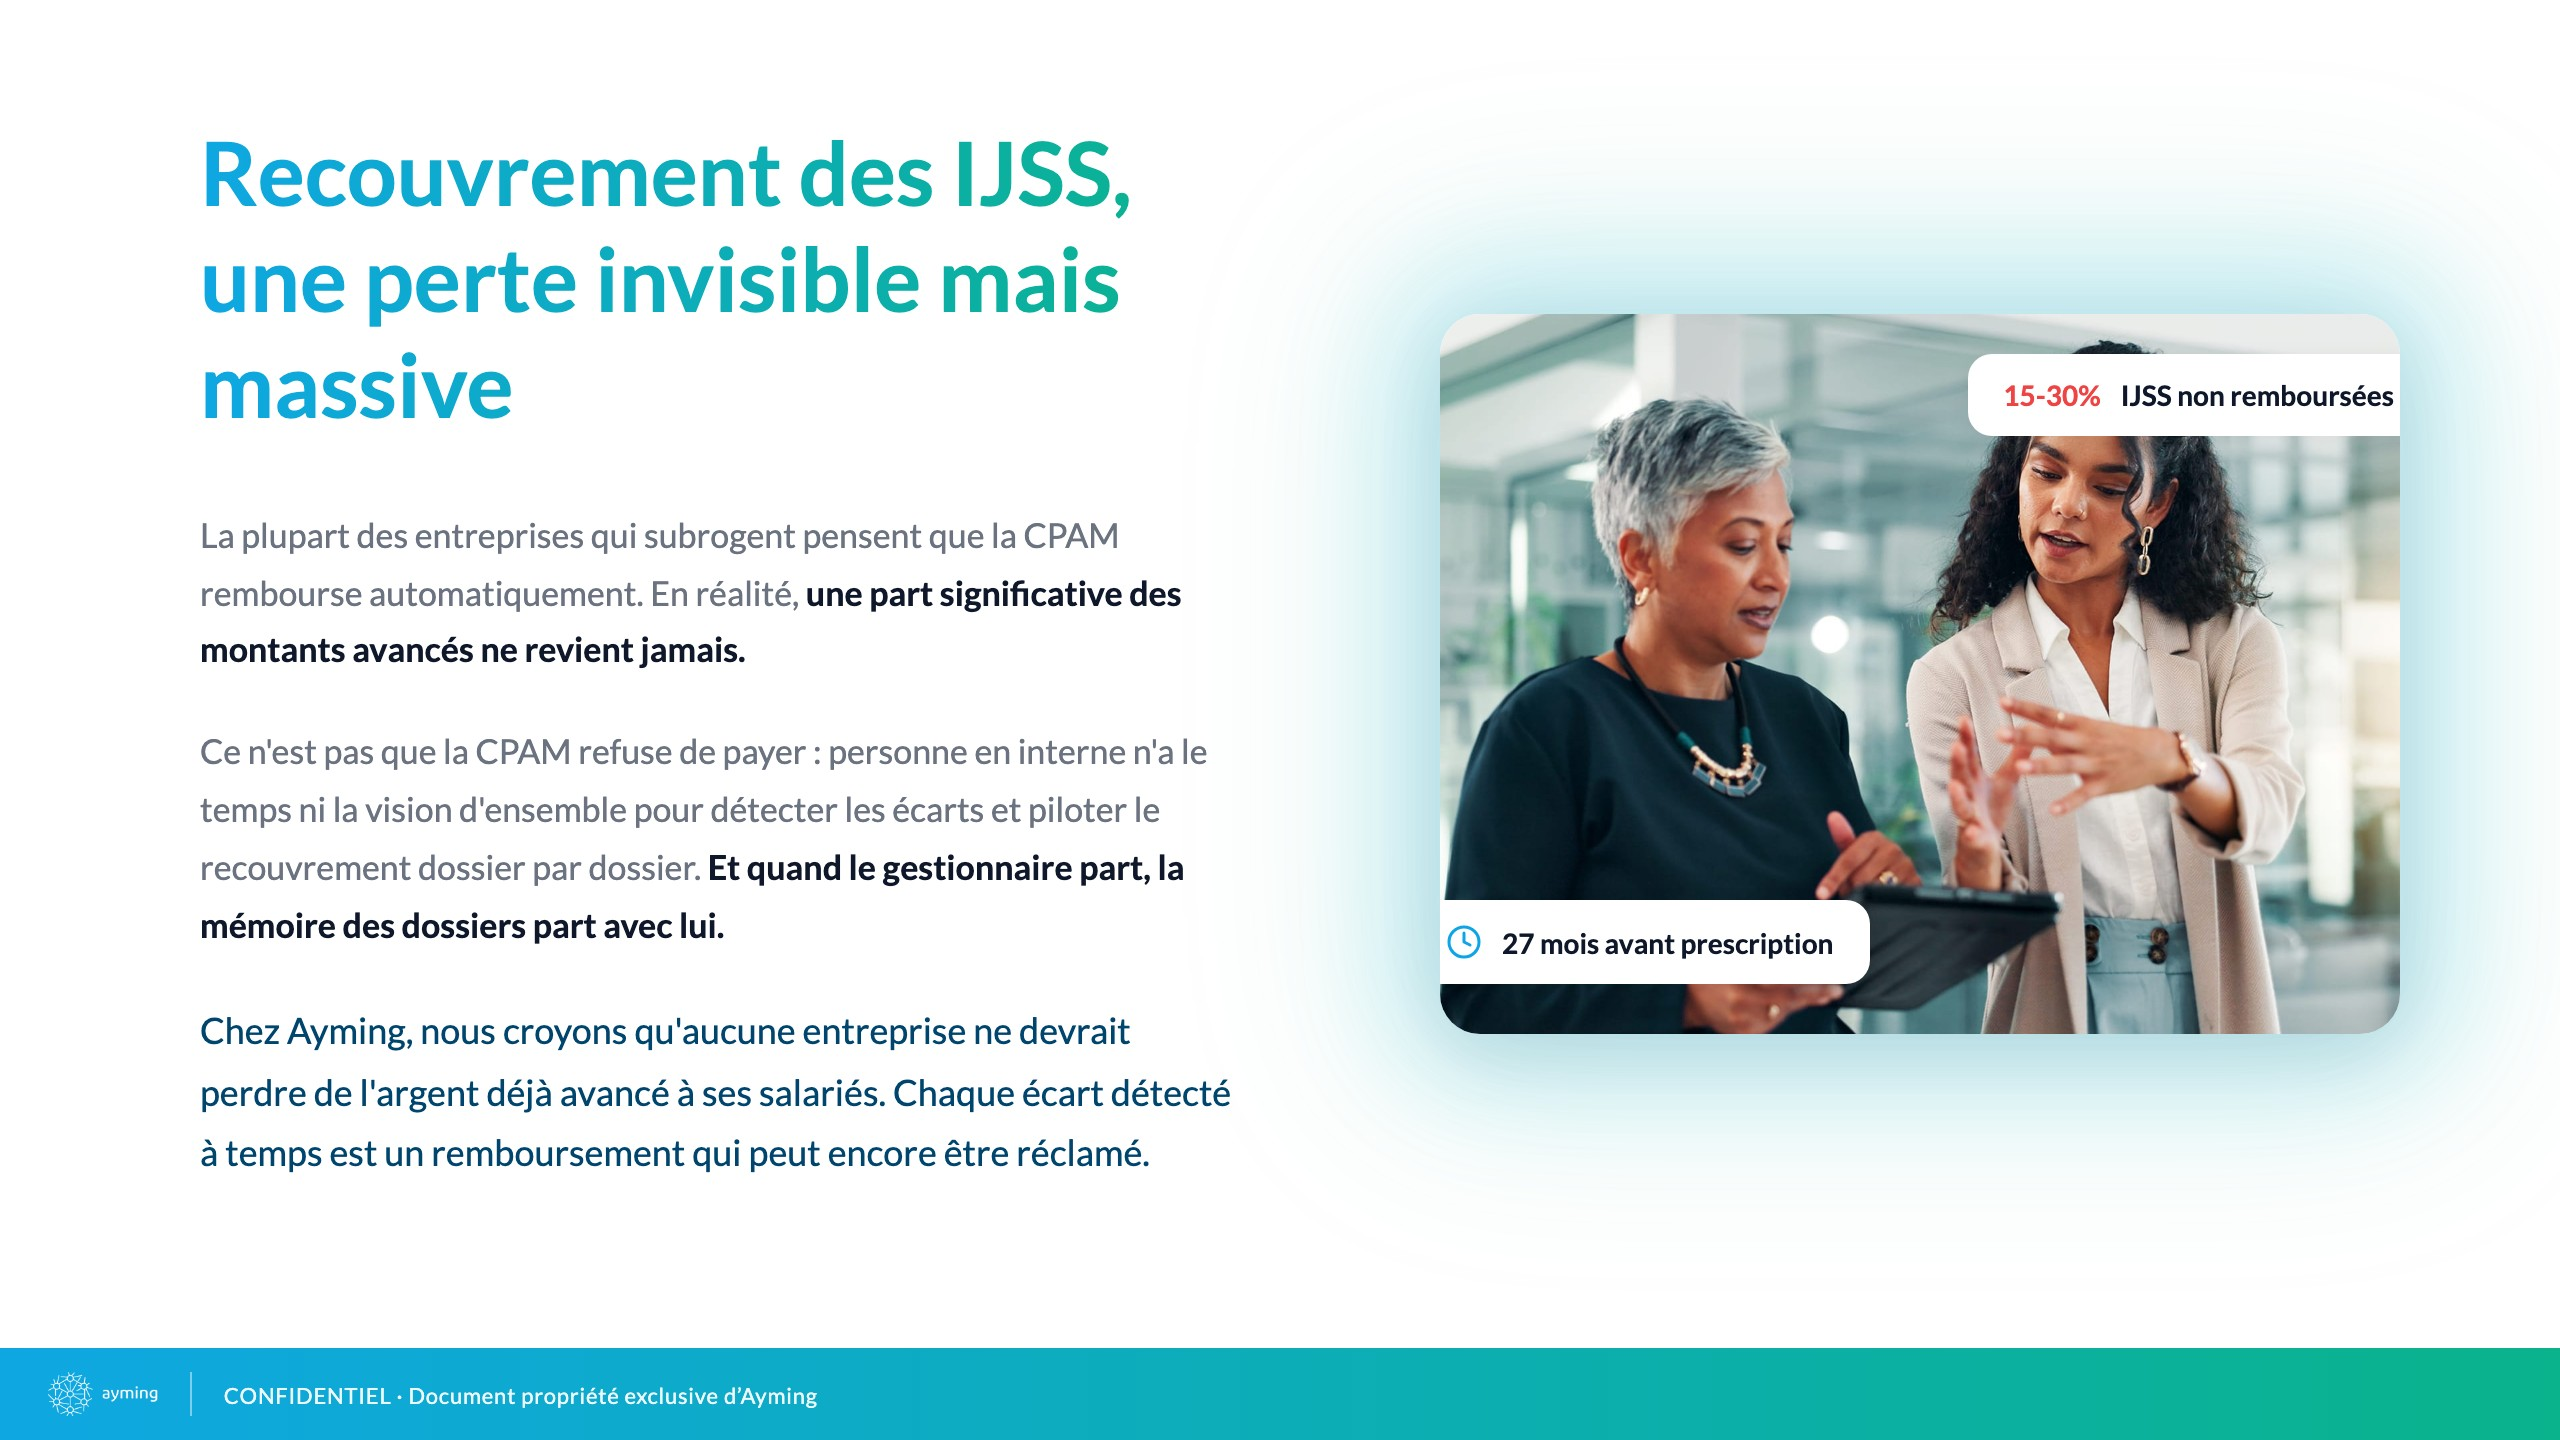 Recouvrement des IJSS,
une perte invisible mais
massive
La plupart des entreprises qui subrogent pensent que la CPAM
rembourse automatiquement. En réalité, une part significative des
montants avancés ne revient jamais.
Ce n'est pas que la CPAM refuse de payer : personne en interne n'a le
temps ni la vision d'ensemble pour détecter les écarts et piloter le
recouvrement dossier par dossier. Et quand le gestionnaire part, la
mémoire des dossiers part avec lui.
Chez Ayming, nous croyons qu'aucune entreprise ne devrait
perdre de l'argent déjà avancé à ses salariés. Chaque écart détecté
à temps est un remboursement qui peut encore être réclamé.
15-30% IJSS non remboursées
27 mois avant prescription
ayming
CONFIDENTIEL · Document propriété exclusive d’Ayming